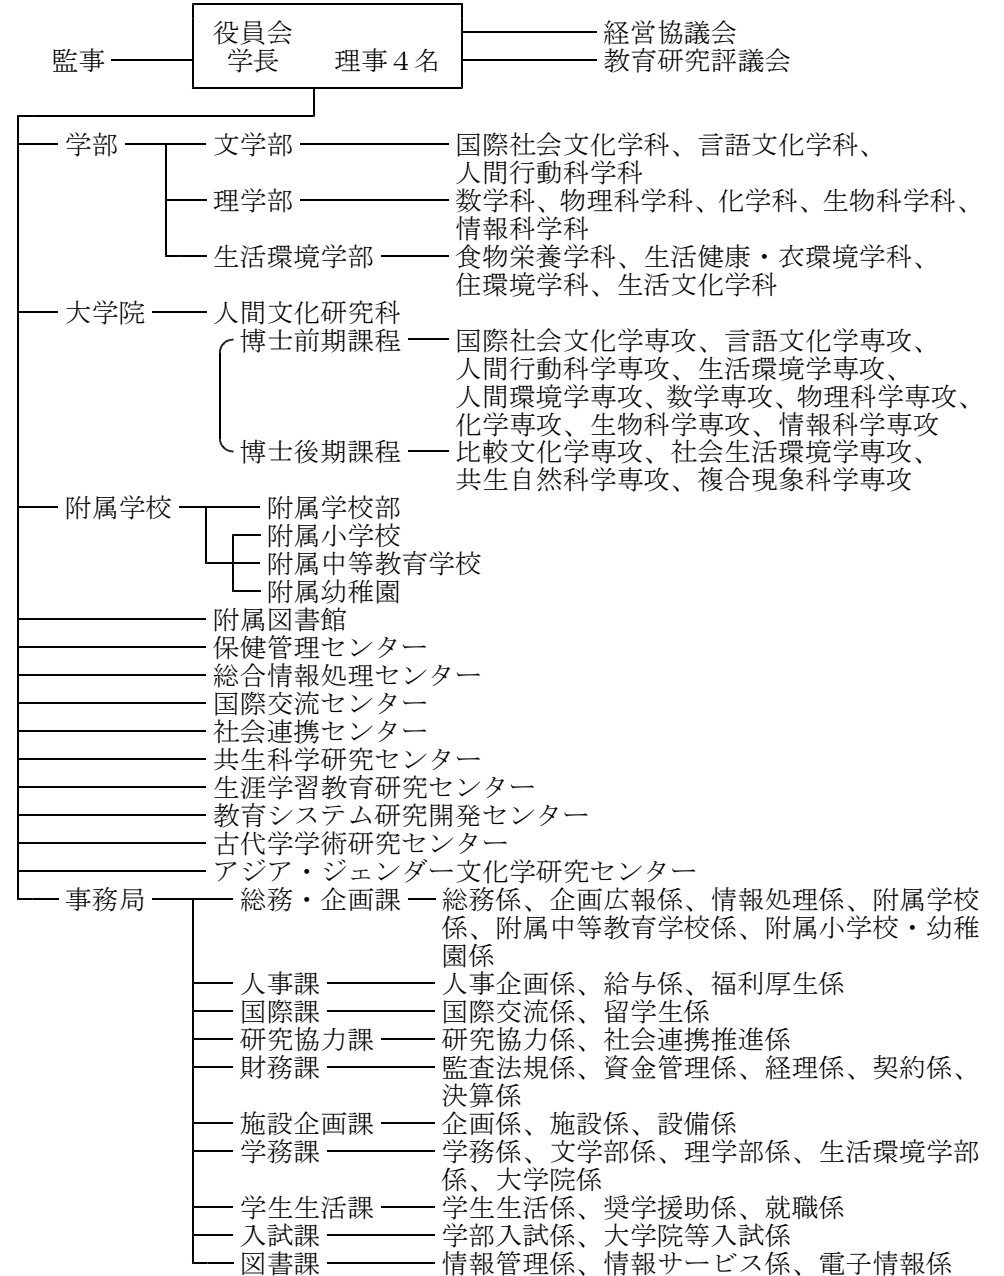 役員会
監事 学長 理事4名
経営協議会
教育研究評議会
学部 文学部 国際社会文化学科、言語文化学科、
人間行動科学科
理学部 数学科、物理科学科、化学科、生物科学科、
情報科学科
生活環境学部 食物栄養学科、生活健康・衣環境学科、
住環境学科、生活文化学科
大学院 人間文化研究科
博士前期課程 国際社会文化学専攻、言語文化学専攻、
人間行動科学専攻、生活環境学専攻、
人間環境学専攻、数学専攻、物理科学専攻、
化学専攻、生物科学専攻、情報科学専攻
博士後期課程 比較文化学専攻、社会生活環境学専攻、
共生自然科学専攻、複合現象科学専攻
附属学校 附属学校部
附属小学校
附属中等教育学校
附属幼稚園
附属図書館
保健管理センター
総合情報処理センター
国際交流センター
社会連携センター
共生科学研究センター
生涯学習教育研究センター
教育システム研究開発センター
古代学学術研究センター
アジア・ジェンダー文化学研究センター
事務局 総務・企画課 総務係、企画広報係、情報処理係、附属学校
係、附属中等教育学校係、附属小学校・幼稚
園係
人事課 人事企画係、給与係、福利厚生係
国際課 国際交流係、留学生係
研究協力課 研究協力係、社会連携推進係
財務課 監査法規係、資金管理係、経理係、契約係、
決算係
施設企画課 企画係、施設係、設備係
学務課 学務係、文学部係、理学部係、生活環境学部
係、大学院係
学生生活課 学生生活係、奨学援助係、就職係
入試課 学部入試係、大学院等入試係
図書課 情報管理係、情報サービス係、電子情報係